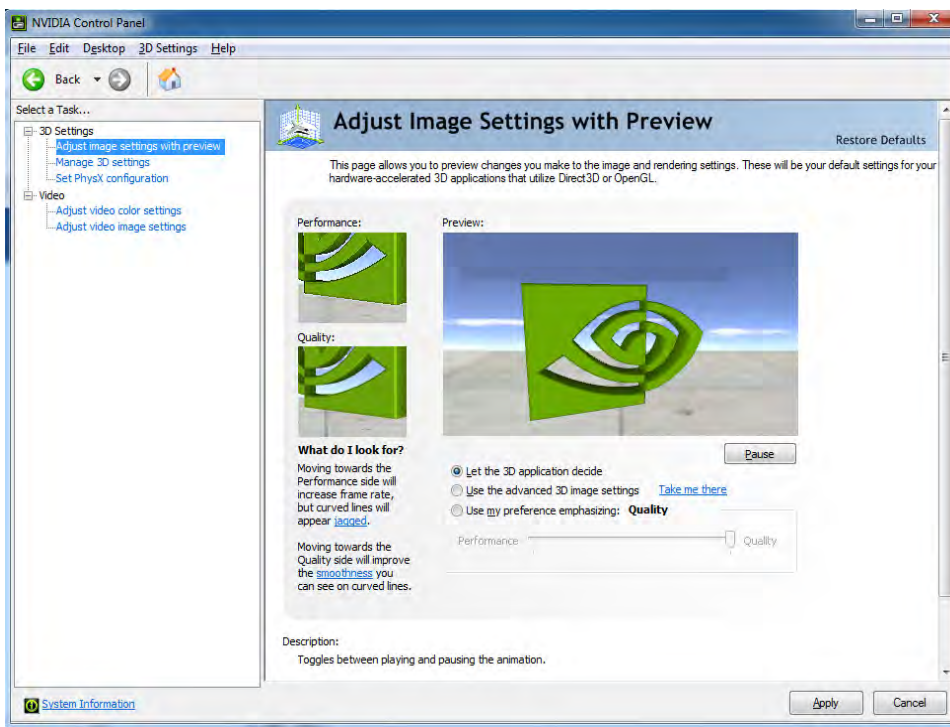 NVIDIA Control Panel
File Edit Desktop 3D Settings Help
Back
Select a Task...
3D Settings
Adjust image settings with preview
Manage 3D settings
Set PhysX configuration
Video
Adjust video color settings
Adjust video image settings
System Information
Adjust Image Settings with Preview
Restore Defaults
This page allows you to preview changes you make to the image and rendering settings. These will be your default settings for your
hardware-accelerated 3D applications that utilize Direct3D or OpenGL.
Performance:
Quality:
What do I look for?
Moving towards the
Performance side will
increase frame rate,
but curved lines will
appear jagged.
Moving towards the
Quality side will improve
the smoothness you
can see on curved lines.
Preview:
Pause
Let the 3D application decide
Use the advanced 3D image settings Take me there
Use my preference emphasizing: Quality
Performance Quality
Description:
Toggles between playing and pausing the animation.
Apply Cancel